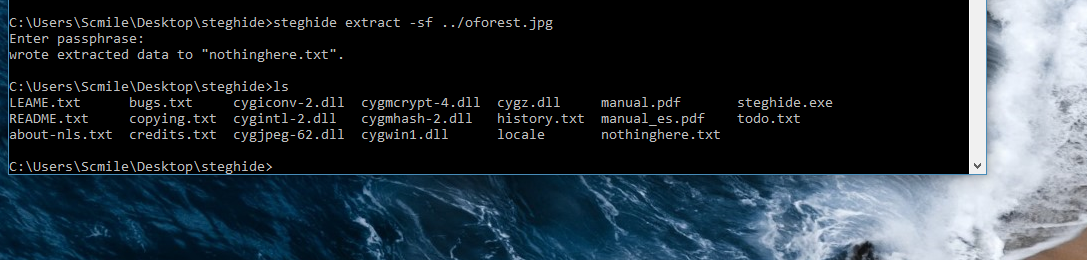 C:\Users\Scmile\Desktop\steghide>steghide extract -sf ../oforest.jpg
Enter passphrase:
wrote extracted data to "nothinghere.txt".
C:\Users\Scmile\Desktop\steghide>ls
LEAME.txt bugs.txt cygiconv-2.dll cygmcrypt-4.dll cygz.dll manual.pdf steghide.exe
README.txt copying.txt cygintl-2.dll cygmhash-2.dll history.txt manual_es.pdf todo.txt
about-nls.txt credits.txt cygjpeg-62.dll cygwin1.dll locale nothinghere.txt
C:\Users\Scmile\Desktop\steghide>